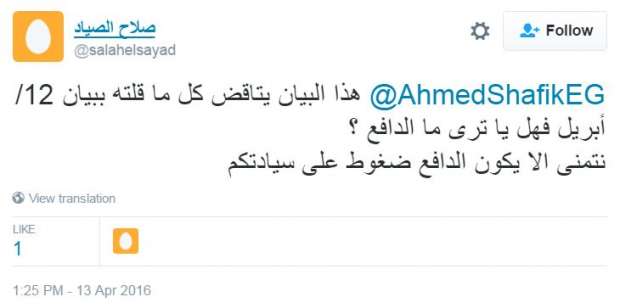 صلاح الصياد
@salahelsayad
Follow
@AhmedShafikEG هذا البيان يتاقض كل ما قلته ببيان 12/
أبريل فهل يا ترى ما الدافع ؟
نتمنى الا يكون الدافع ضغوط على سيادتكم
View translation
LIKE
1
1:25 PM - 13 Apr 2016